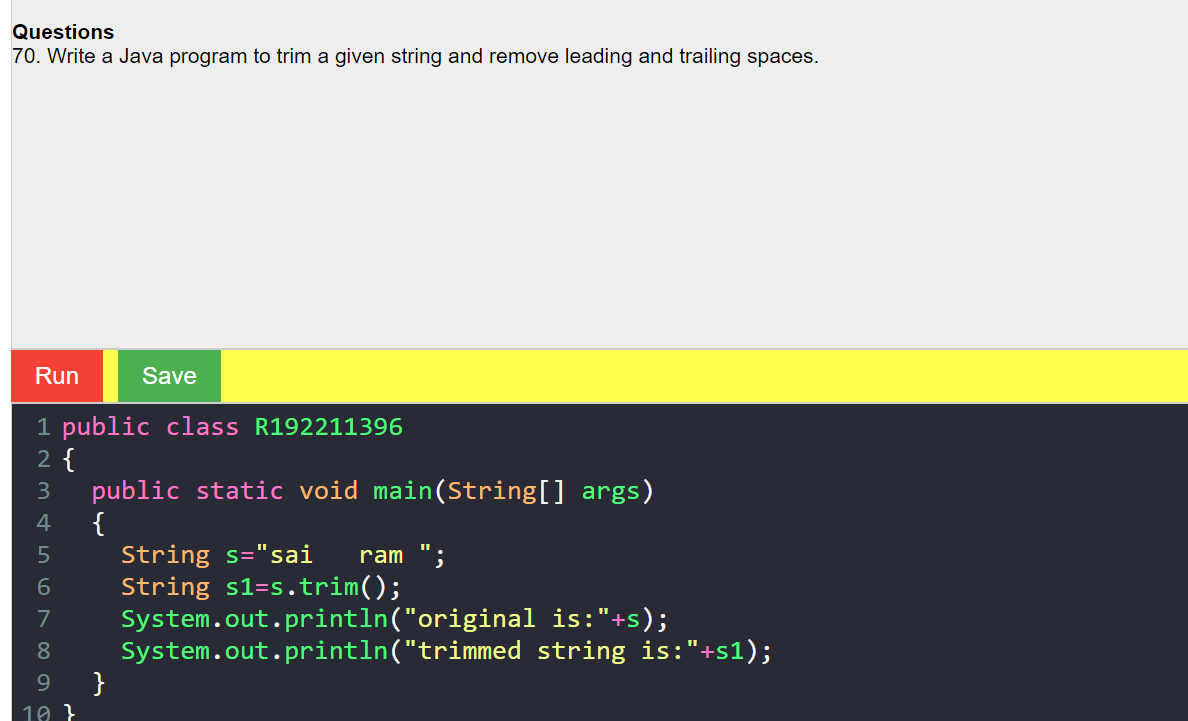 Questions
70. Write a Java program to trim a given string and remove leading and trailing spaces.
Run Save
1 public class R192211396
2 {
3   public static void main(String[] args)
4   {
5     String s="sai   ram ";
6     String s1=s.trim();
7     System.out.println("original is:"+s);
8     System.out.println("trimmed string is:"+s1);
9   }
10 }